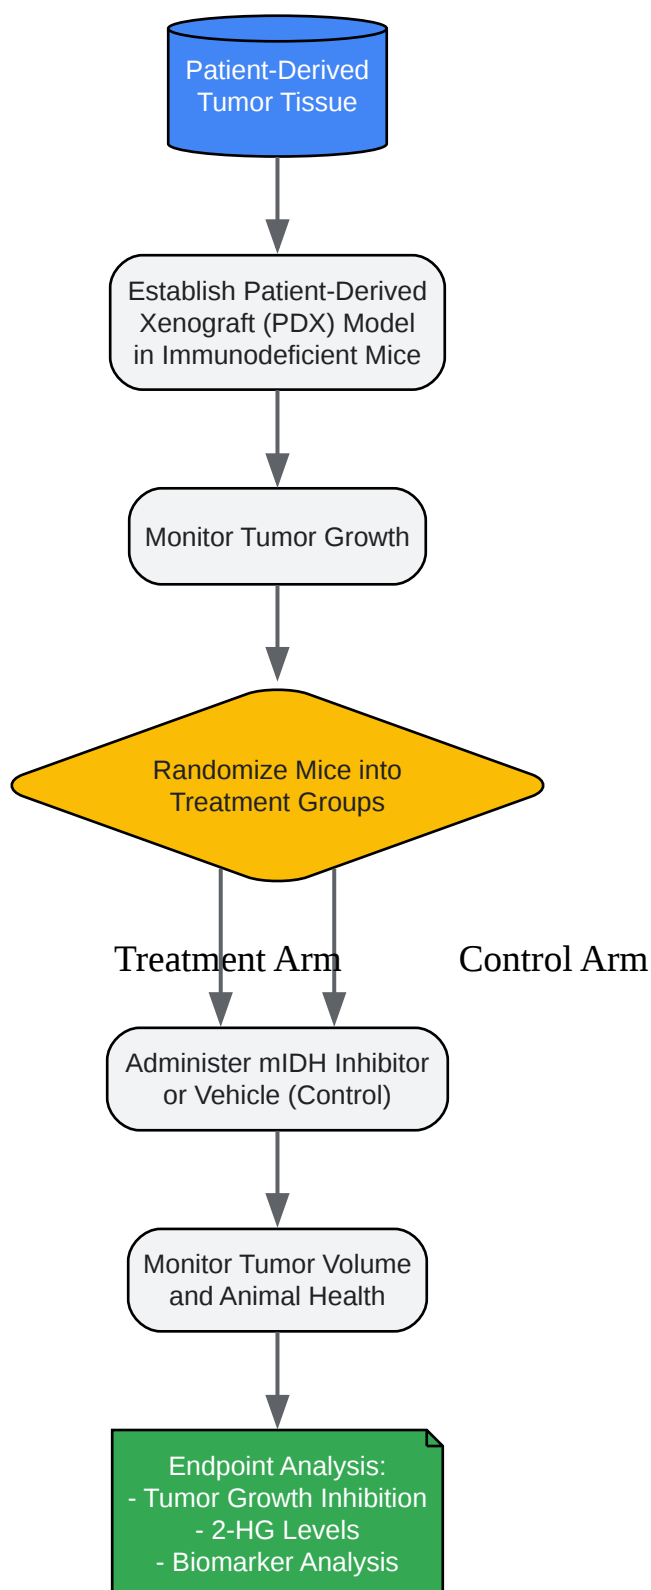 Patient-Derived
Tumor Tissue
Establish Patient-Derived
Xenograft (PDX) Model
in Immunodeficient Mice
Monitor Tumor Growth
Randomize Mice into
Treatment Groups
Treatment Arm
Control Arm
Administer mIDH Inhibitor
or Vehicle (Control)
Monitor Tumor Volume
and Animal Health
Endpoint Analysis:
- Tumor Growth Inhibition
- 2-HG Levels
- Biomarker Analysis